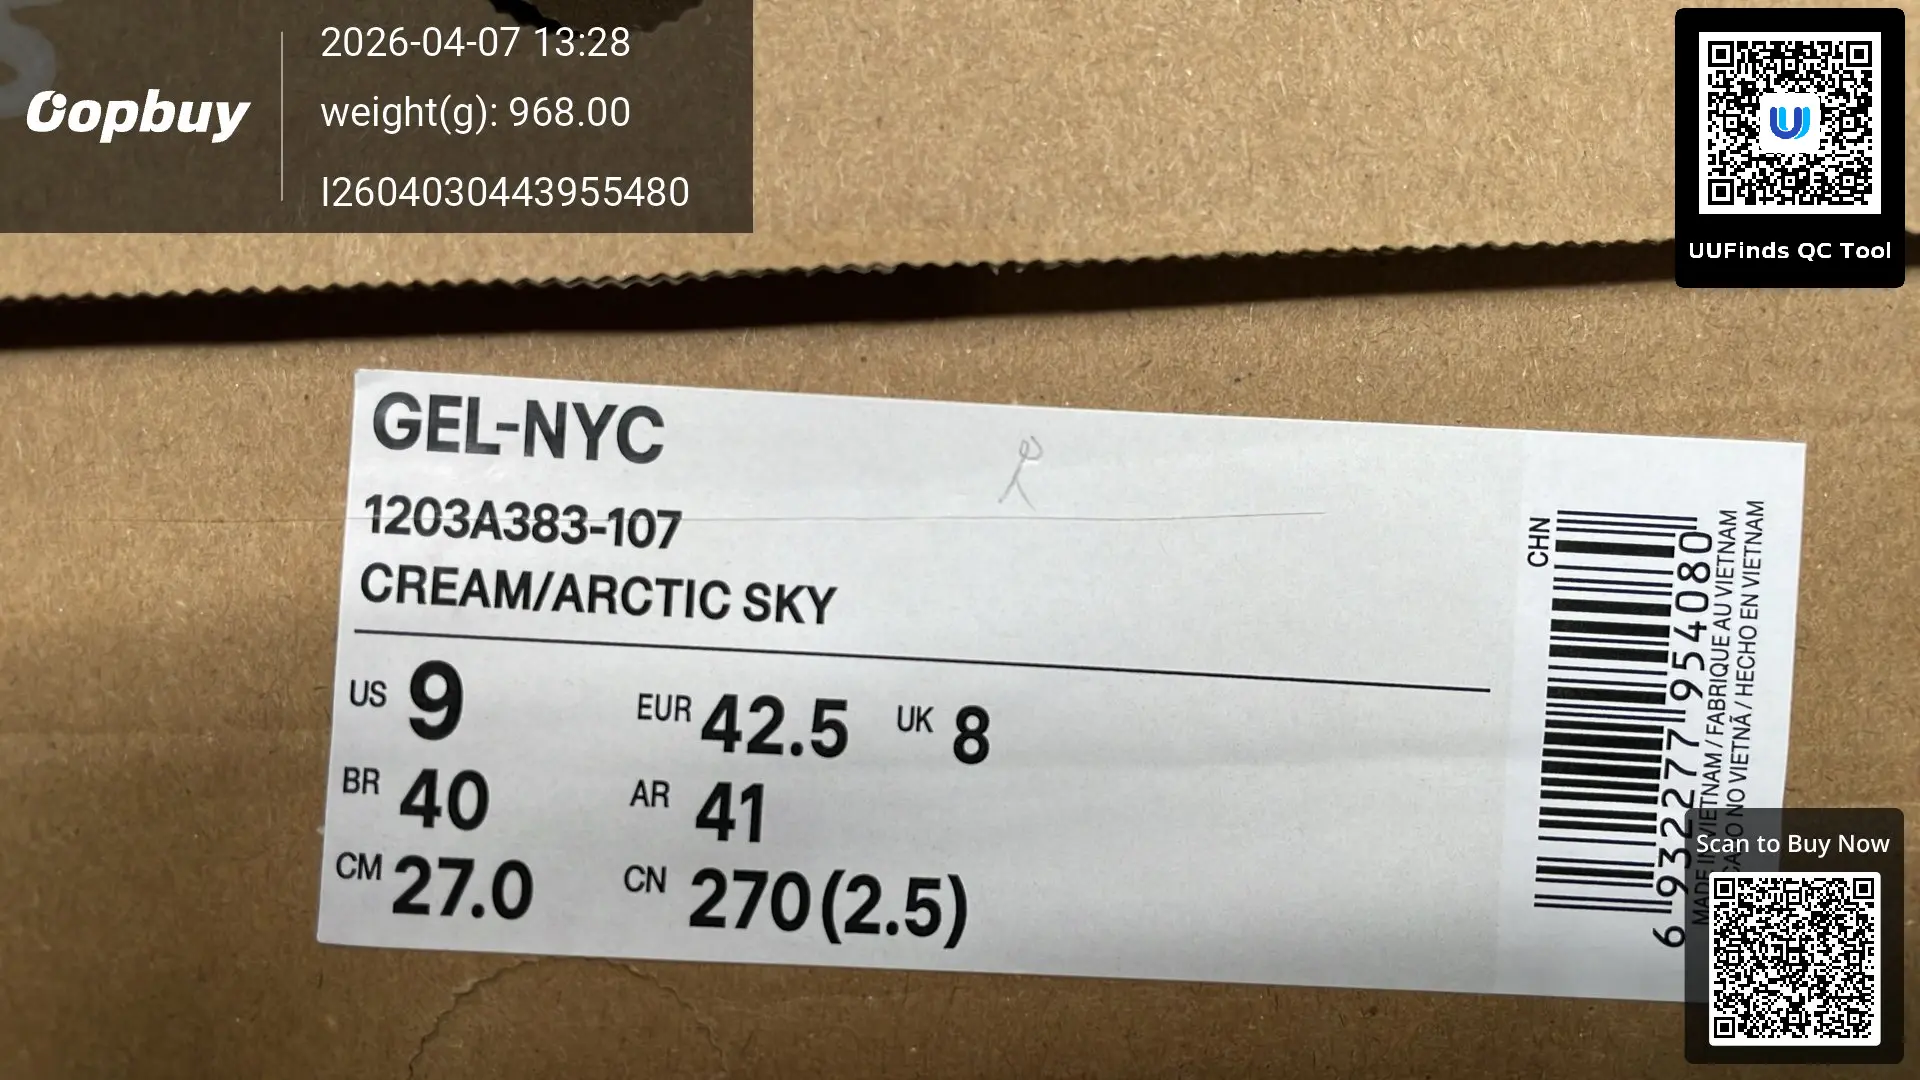 oopbuy
2026-04-07 13:28
weight(g): 968.00
I2604030443955480
UUFinds QC Tool
GEL-NYC
1203A383-107
CREAM/ARCTIC SKY
US 9 EUR 42.5 UK 8
BR 40 AR 41
CM 27.0 CN 270(2.5)
CHN
6 932277 954080
MADE IN VIETNAM / FABRIQUE AU VIETNAM
NO VIETNÃ / HECHO EN VIETNAM
Scan to Buy Now